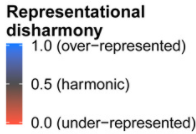 Representational
disharmony
1.0 (over−represented)
0.5 (harmonic)
0.0 (under−represented)